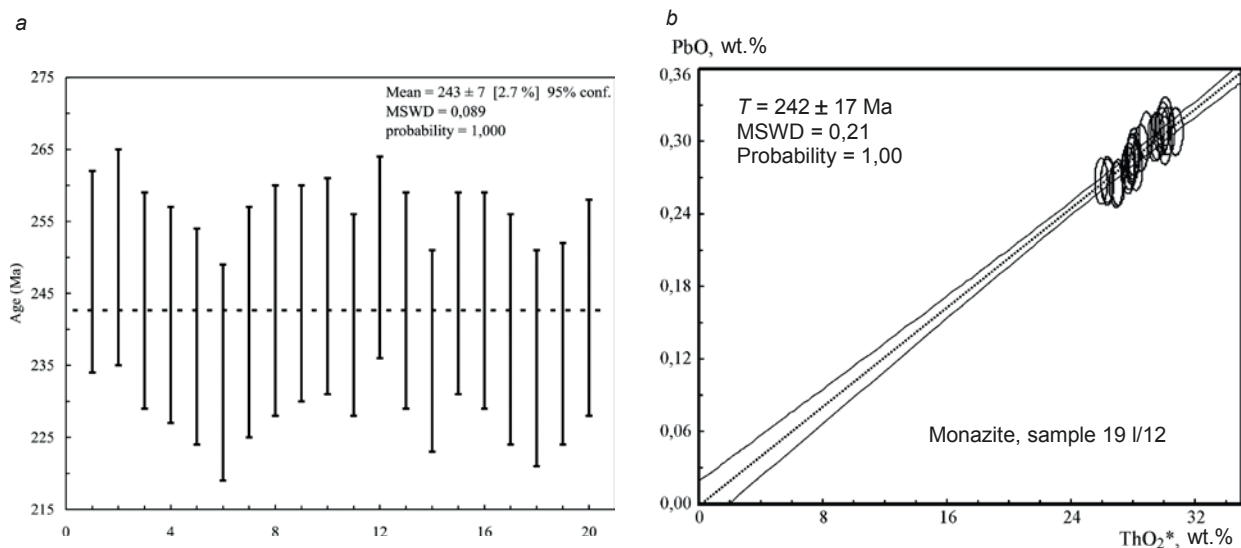 a
275
265
255
245
235
225
215
Age (Ma)
Mean = 243 ± 7 [2.7 %] 95% conf.
MSWD = 0,089
probability = 1,000
0 4 8 12 16 20
b
PbO, wt.%
0,36
0,30
0,24
0,18
0,12
0,06
0,00
T = 242 ± 17 Ma
MSWD = 0,21
Probability = 1,00
Monazite, sample 19 l/12
0 8 16 24 32
ThO₂*, wt.%